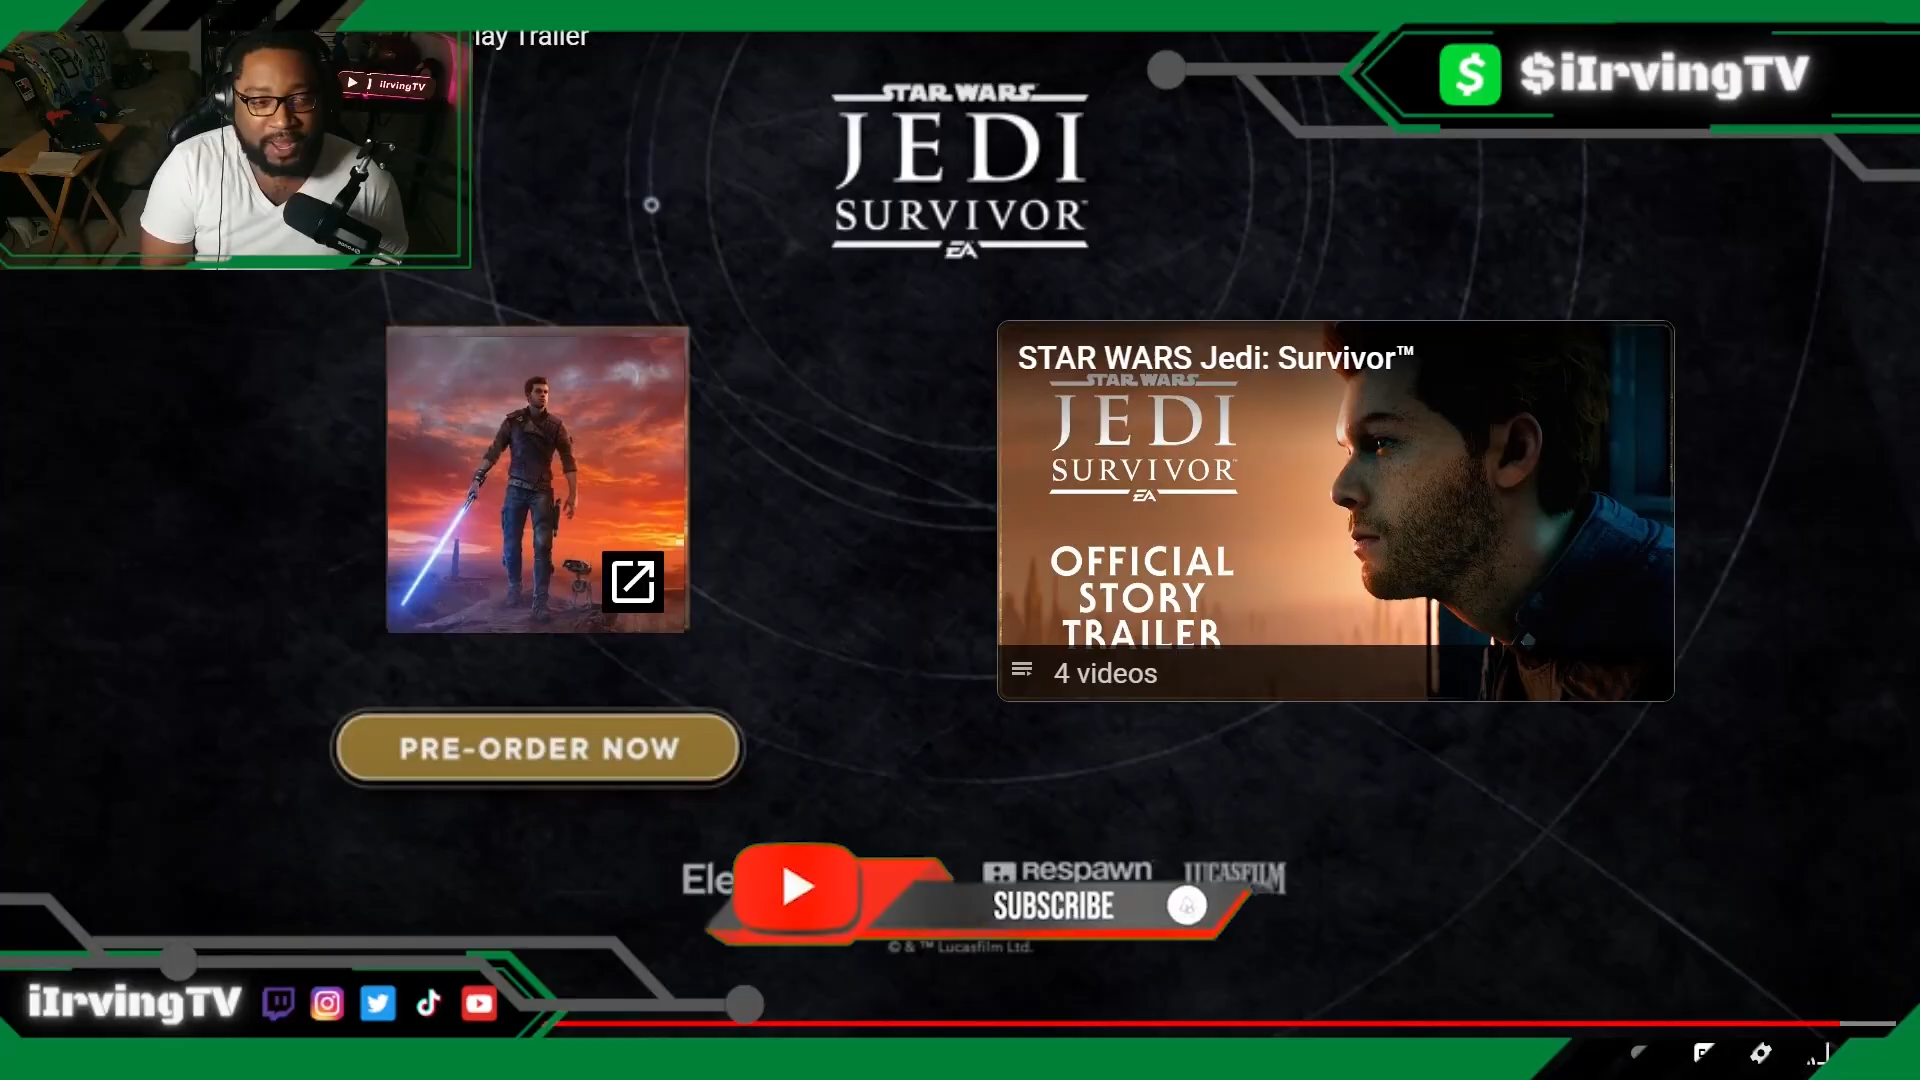 lay Trailer
iIrvingTV
$iIrvingTV
STAR WARS
JEDI
SURVIVOR
EA
STAR WARS Jedi: Survivor™
STAR WARS
JEDI
SURVIVOR
EA
OFFICIAL
STORY
TRAILER
4 videos
PRE-ORDER NOW
Ele
RESPAWN
LUCASFILM
SUBSCRIBE
© & ™ Lucasfilm Ltd.
iIrvingTV